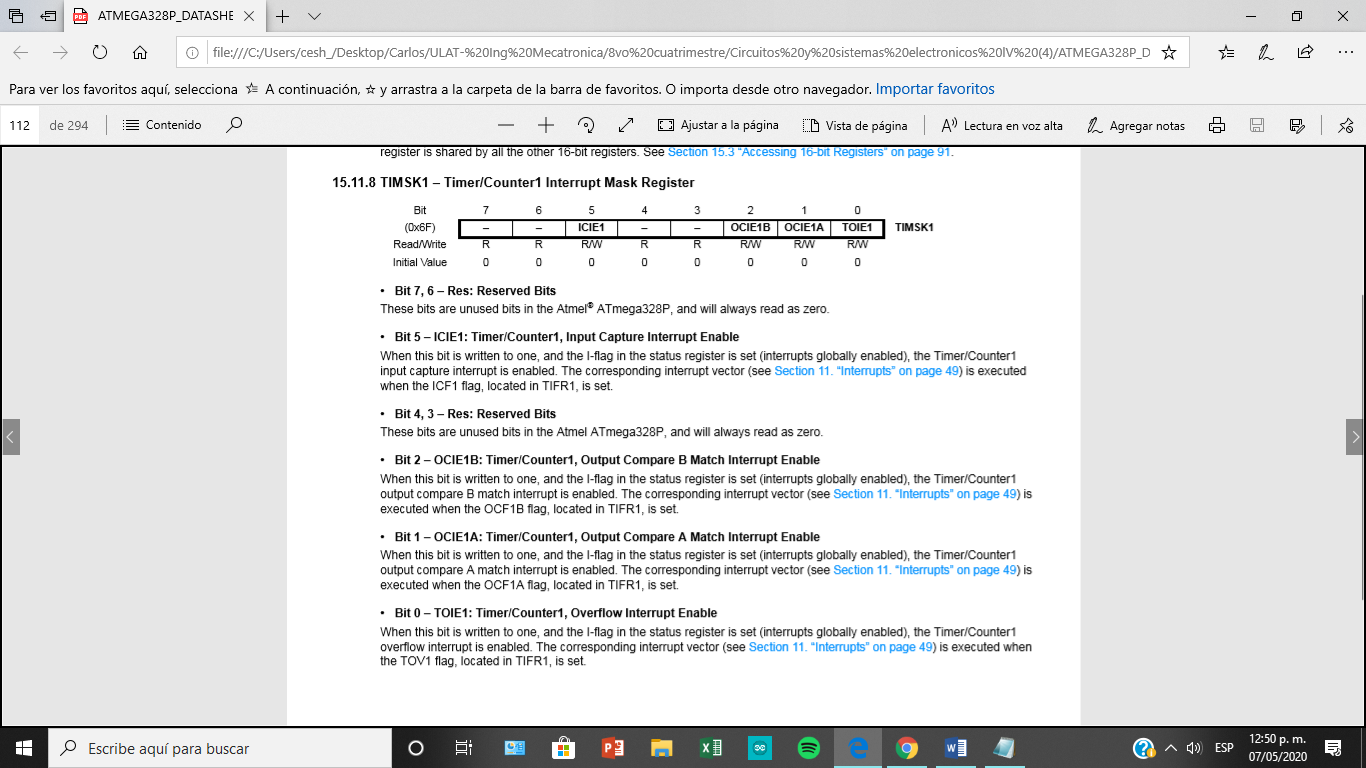 ATMEGA328P_DATASHE
file:///C:/Users/cesh_/Desktop/Carlos/ULAT-%20Ing%20Mecatronica/8vo%20cuatrimestre/Circuitos%20y%20sistemas%20electronicos%20lV%20(4)/ATMEGA328P_D
Para ver los favoritos aquí, selecciona A continuación, ☆ y arrastra a la carpeta de la barra de favoritos. O importa desde otro navegador. Importar favoritos
112 de 294 Contenido Ajustar a la página Vista de página Lectura en voz alta Agregar notas
register is shared by all the other 16-bit registers. See Section 15.3 “Accessing 16-bit Registers” on page 91.
15.11.8 TIMSK1 – Timer/Counter1 Interrupt Mask Register
Bit 7 6 5 4 3 2 1 0
(0x6F) – – ICIE1 – – OCIE1B OCIE1A TOIE1 TIMSK1
Read/Write R R R/W R R R/W R/W R/W
Initial Value 0 0 0 0 0 0 0 0
• Bit 7, 6 – Res: Reserved Bits
These bits are unused bits in the Atmel® ATmega328P, and will always read as zero.
• Bit 5 – ICIE1: Timer/Counter1, Input Capture Interrupt Enable
When this bit is written to one, and the I-flag in the status register is set (interrupts globally enabled), the Timer/Counter1
input capture interrupt is enabled. The corresponding interrupt vector (see Section 11. “Interrupts” on page 49) is executed
when the ICF1 flag, located in TIFR1, is set.
• Bit 4, 3 – Res: Reserved Bits
These bits are unused bits in the Atmel ATmega328P, and will always read as zero.
• Bit 2 – OCIE1B: Timer/Counter1, Output Compare B Match Interrupt Enable
When this bit is written to one, and the I-flag in the status register is set (interrupts globally enabled), the Timer/Counter1
output compare B match interrupt is enabled. The corresponding interrupt vector (see Section 11. “Interrupts” on page 49) is
executed when the OCF1B flag, located in TIFR1, is set.
• Bit 1 – OCIE1A: Timer/Counter1, Output Compare A Match Interrupt Enable
When this bit is written to one, and the I-flag in the status register is set (interrupts globally enabled), the Timer/Counter1
output compare A match interrupt is enabled. The corresponding interrupt vector (see Section 11. “Interrupts” on page 49) is
executed when the OCF1A flag, located in TIFR1, is set.
• Bit 0 – TOIE1: Timer/Counter1, Overflow Interrupt Enable
When this bit is written to one, and the I-flag in the status register is set (interrupts globally enabled), the Timer/Counter1
overflow interrupt is enabled. The corresponding interrupt vector (see Section 11. “Interrupts” on page 49) is executed when
the TOV1 flag, located in TIFR1, is set.
Escribe aquí para buscar
ESP
12:50 p. m.
07/05/2020